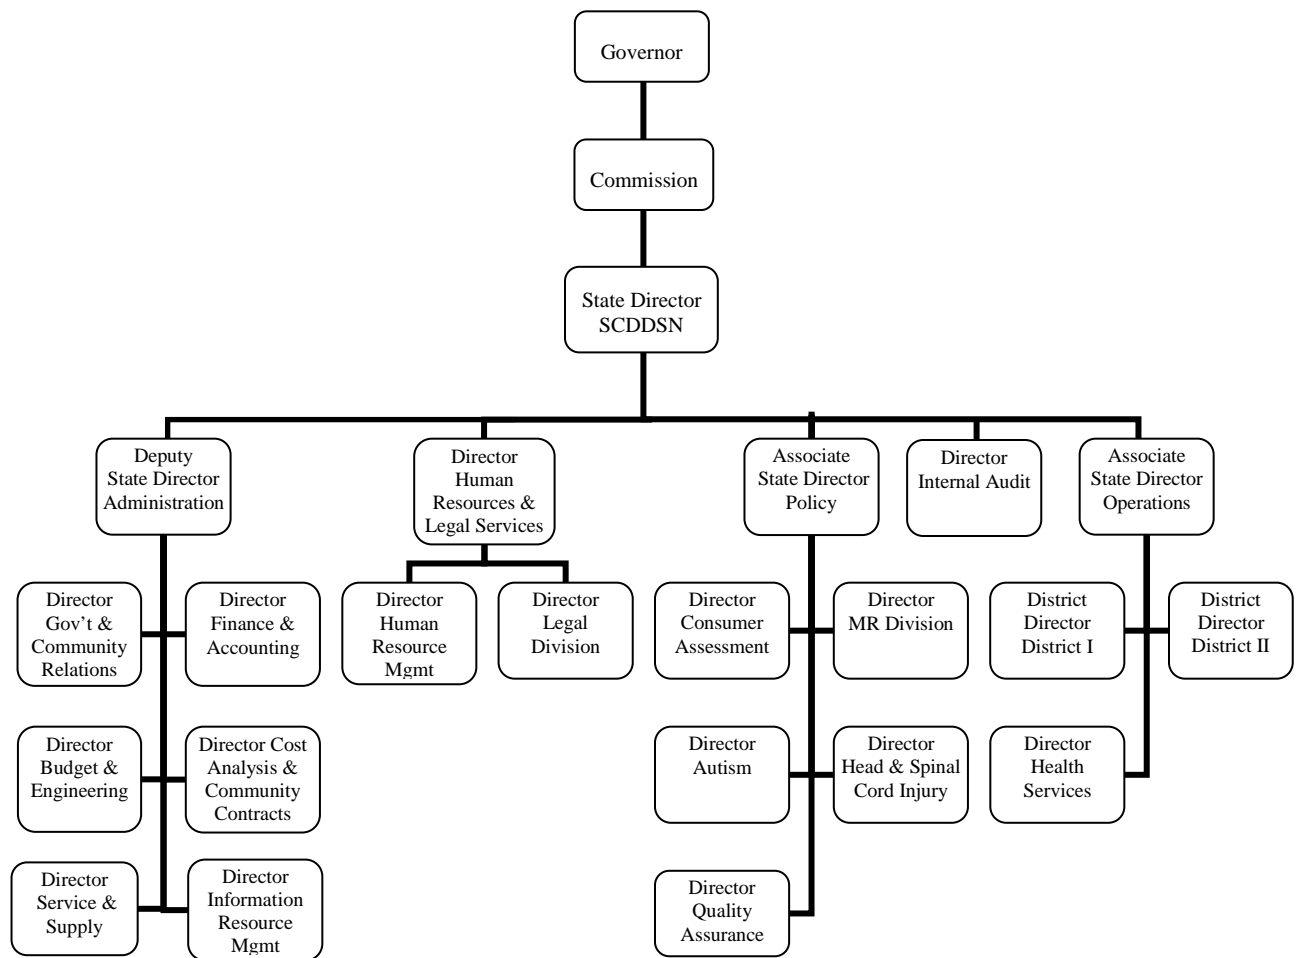 Governor
Commission
State Director
SCDDSN
Deputy
State Director
Administration
Director
Human
Resources &
Legal Services
Associate
State Director
Policy
Director
Internal Audit
Associate
State Director
Operations
Director
Gov’t &
Community
Relations
Director
Finance &
Accounting
Director
Human
Resource
Mgmt
Director
Legal
Division
Director
Consumer
Assessment
Director
MR Division
District
Director
District I
District
Director
District II
Director
Budget &
Engineering
Director Cost
Analysis &
Community
Contracts
Director
Autism
Director
Head & Spinal
Cord Injury
Director
Health
Services
Director
Service &
Supply
Director
Information
Resource
Mgmt
Director
Quality
Assurance